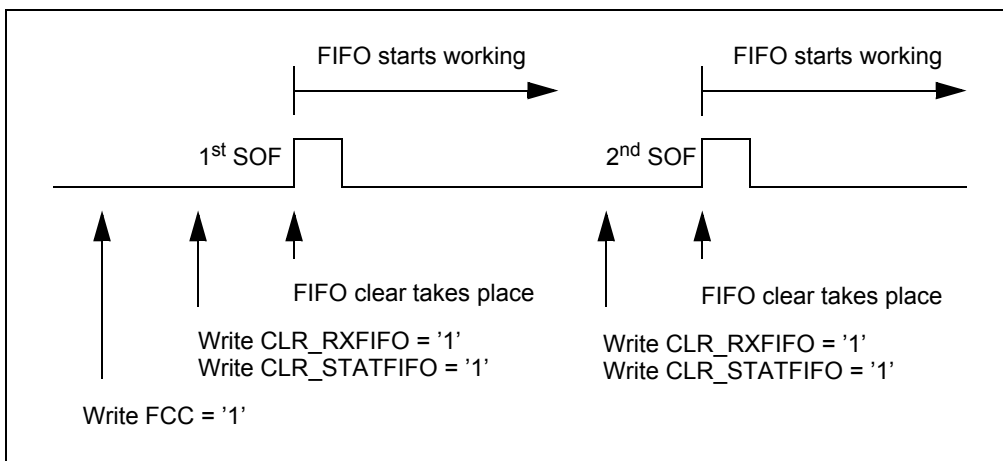 FIFO starts working
FIFO starts working
1st SOF
2nd SOF
FIFO clear takes place
FIFO clear takes place
Write CLR_RXFIFO = ’1’
Write CLR_STATFIFO = ’1’
Write CLR_RXFIFO = ’1’
Write CLR_STATFIFO = ’1’
Write FCC = ’1’